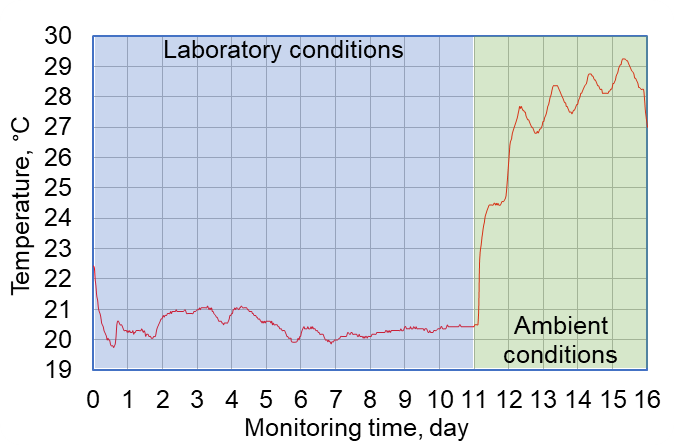 Laboratory conditions
30
29
28
27
26
25
24
23
22
21
20
19
Temperature, °C
Ambient
conditions
0 1 2 3 4 5 6 7 8 9 10 11 12 13 14 15 16
Monitoring time, day